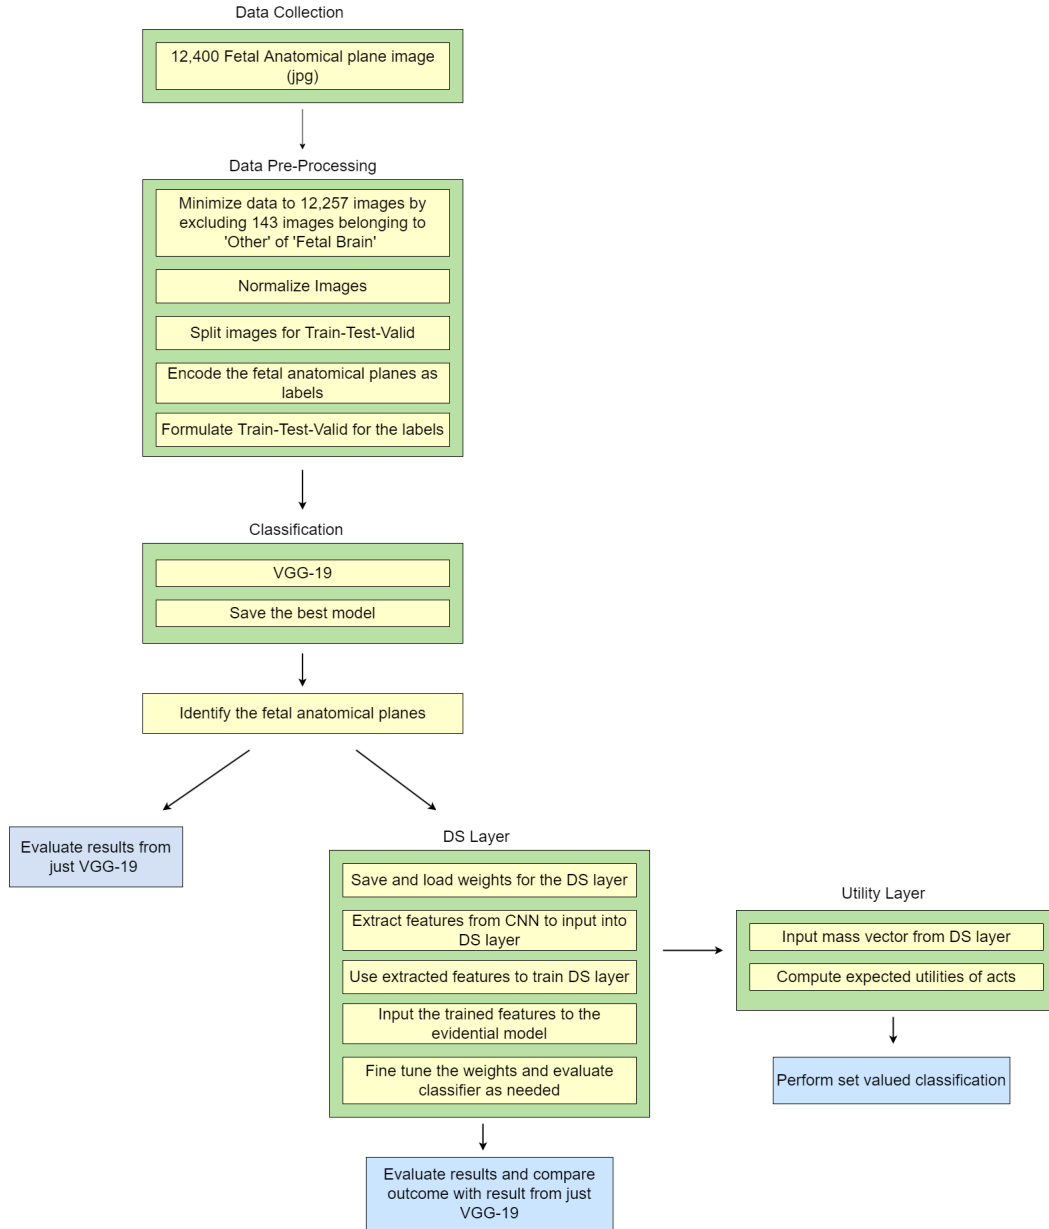 Data Collection
12,400 Fetal Anatomical plane image
(jpg)
Data Pre-Processing
Minimize data to 12,257 images by
excluding 143 images belonging to
'Other' of 'Fetal Brain'
Normalize Images
Split images for Train-Test-Valid
Encode the fetal anatomical planes as
labels
Formulate Train-Test-Valid for the labels
Classification
VGG-19
Save the best model
Identify the fetal anatomical planes
Evaluate results from
just VGG-19
DS Layer
Save and load weights for the DS layer
Extract features from CNN to input into
DS layer
Use extracted features to train DS layer
Input the trained features to the
evidential model
Fine tune the weights and evaluate
classifier as needed
Utility Layer
Input mass vector from DS layer
Compute expected utilities of acts
Perform set valued classification
Evaluate results and compare
outcome with result from just
VGG-19